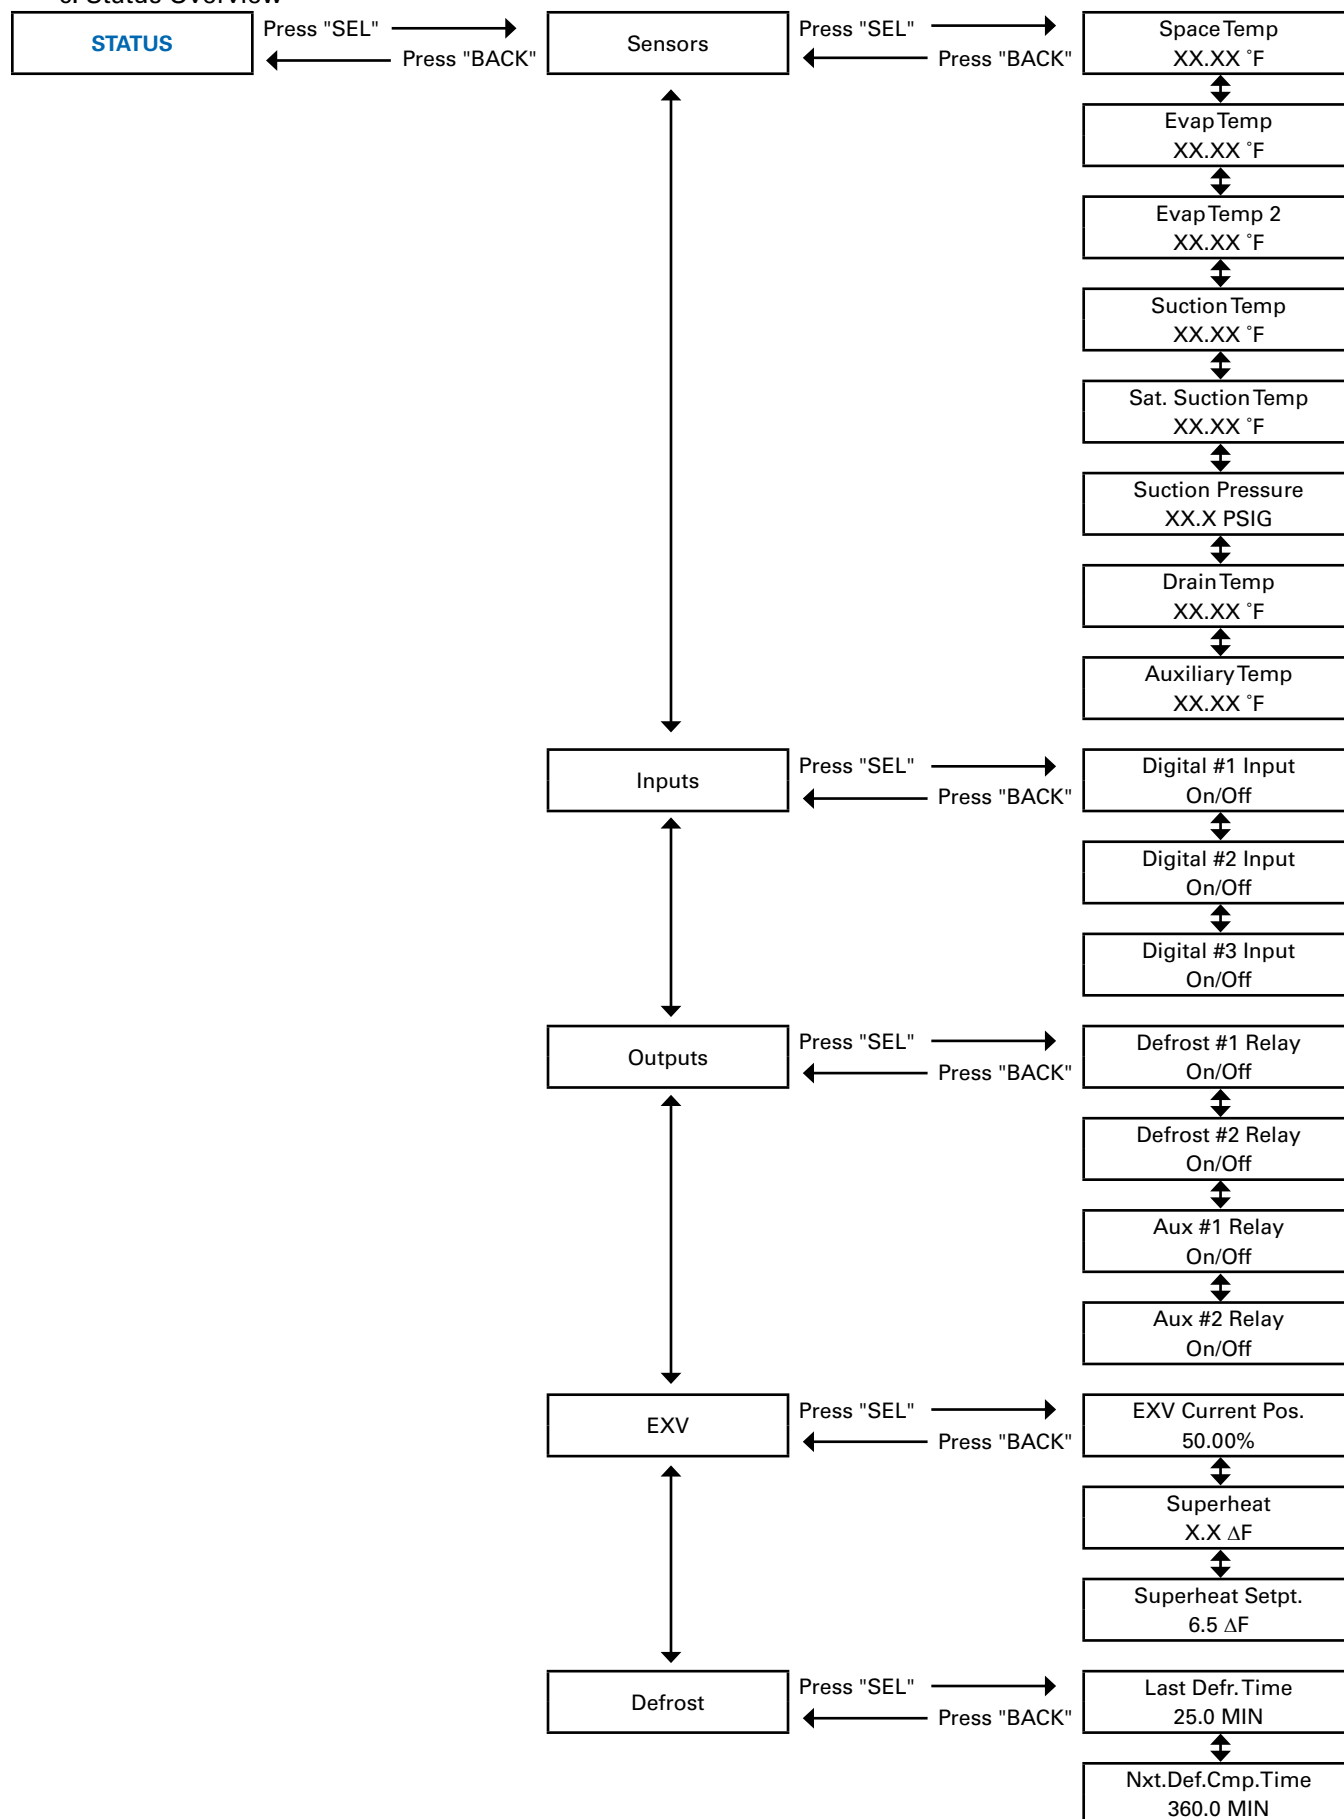 STATUS
Press "SEL"
Press "BACK"
Sensors
Press "SEL"
Press "BACK"
Space Temp
XX.XX °F
Evap Temp
XX.XX °F
Evap Temp 2
XX.XX °F
Suction Temp
XX.XX °F
Sat. Suction Temp
XX.XX °F
Suction Pressure
XX.X PSIG
Drain Temp
XX.XX °F
Auxiliary Temp
XX.XX °F
Inputs
Press "SEL"
Press "BACK"
Digital #1 Input
On/Off
Digital #2 Input
On/Off
Digital #3 Input
On/Off
Outputs
Press "SEL"
Press "BACK"
Defrost #1 Relay
On/Off
Defrost #2 Relay
On/Off
Aux #1 Relay
On/Off
Aux #2 Relay
On/Off
EXV
Press "SEL"
Press "BACK"
EXV Current Pos.
50.00%
Superheat
X.X ΔF
Superheat Setpt.
6.5 ΔF
Defrost
Press "SEL"
Press "BACK"
Last Defr. Time
25.0 MIN
Nxt.Def.Cmp.Time
360.0 MIN